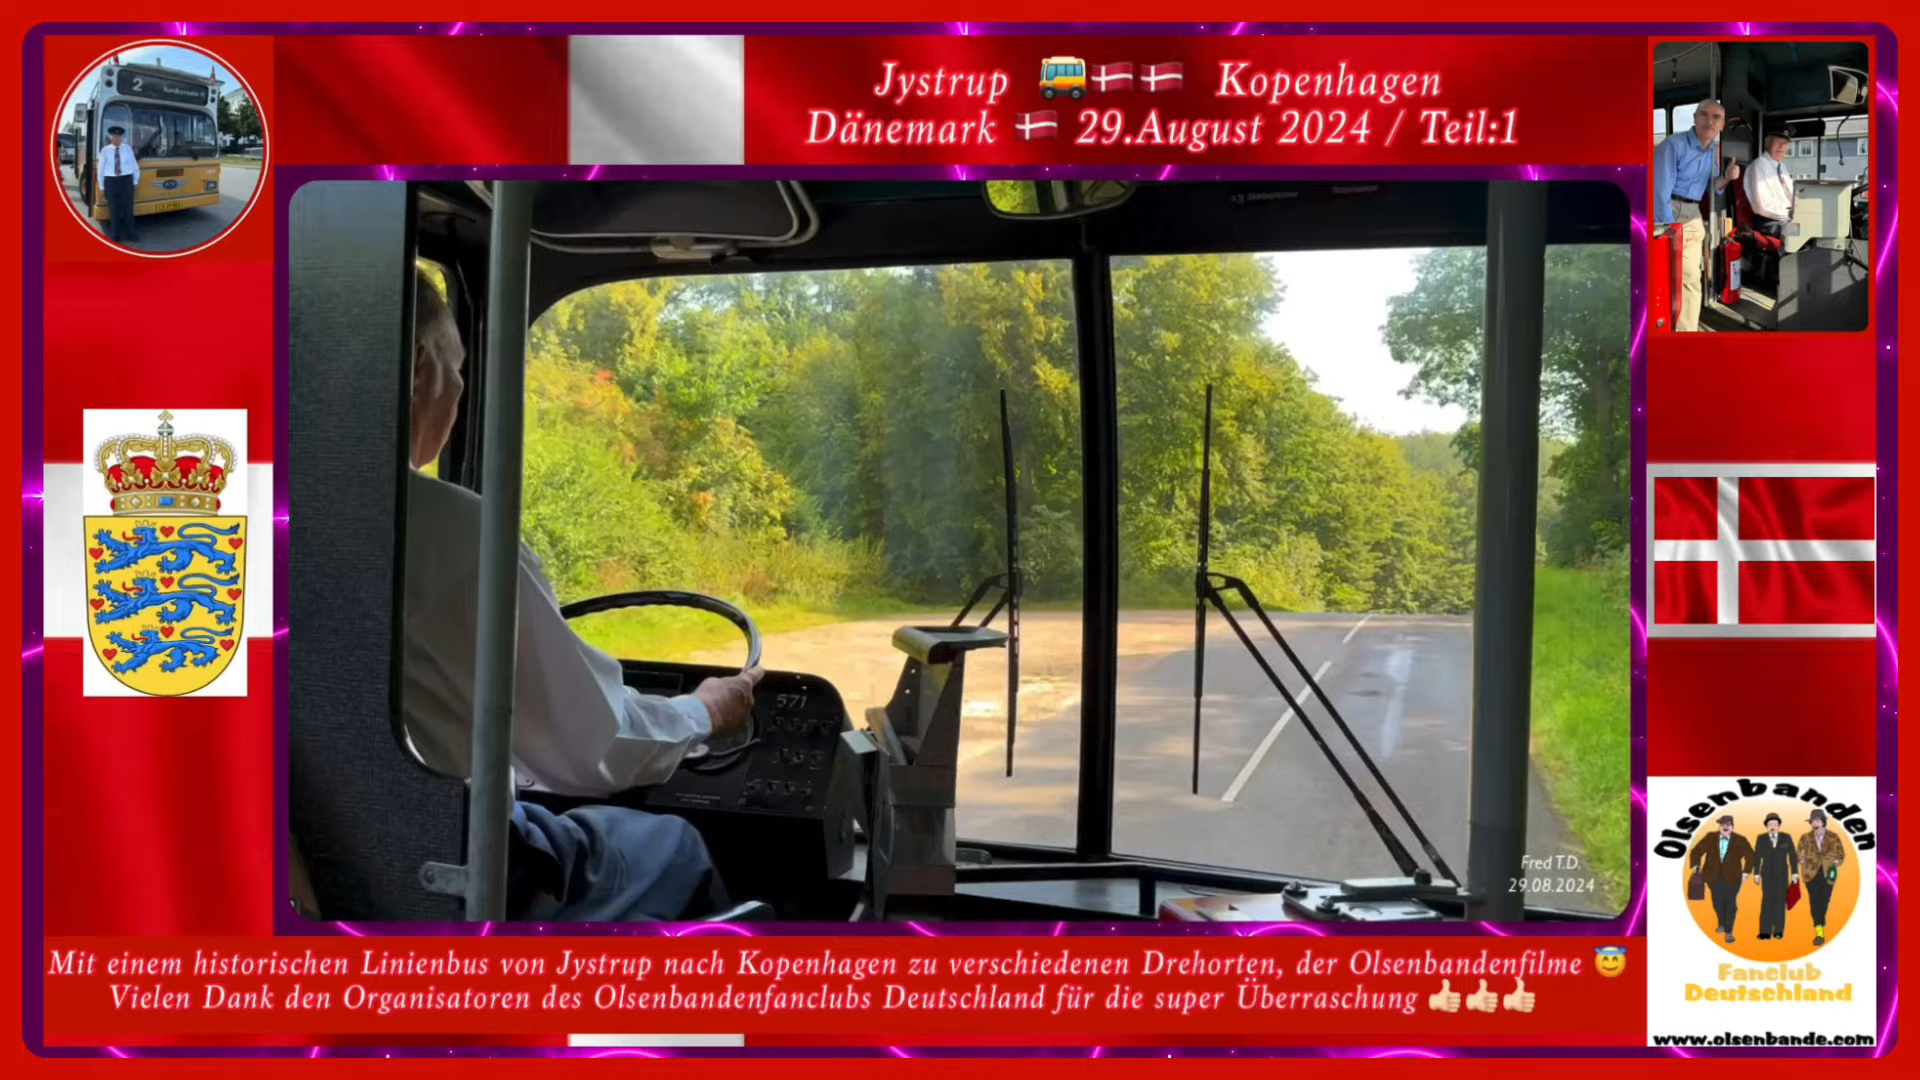 Jystrup 🚌🇩🇰🇩🇰 Kopenhagen
Dänemark 🇩🇰 29.August 2024 / Teil:1
2
571
Fred T.D.
29.08.2024
Mit einem historischen Linienbus von Jystrup nach Kopenhagen zu verschiedenen Drehorten, der Olsenbandenfilme 😇
Vielen Dank den Organisatoren des Olsenbandenfanclubs Deutschland für die super Überraschung 👍🏻👍🏻👍🏻
Olsenbanden
Fanclub
Deutschland
www.olsenbande.com